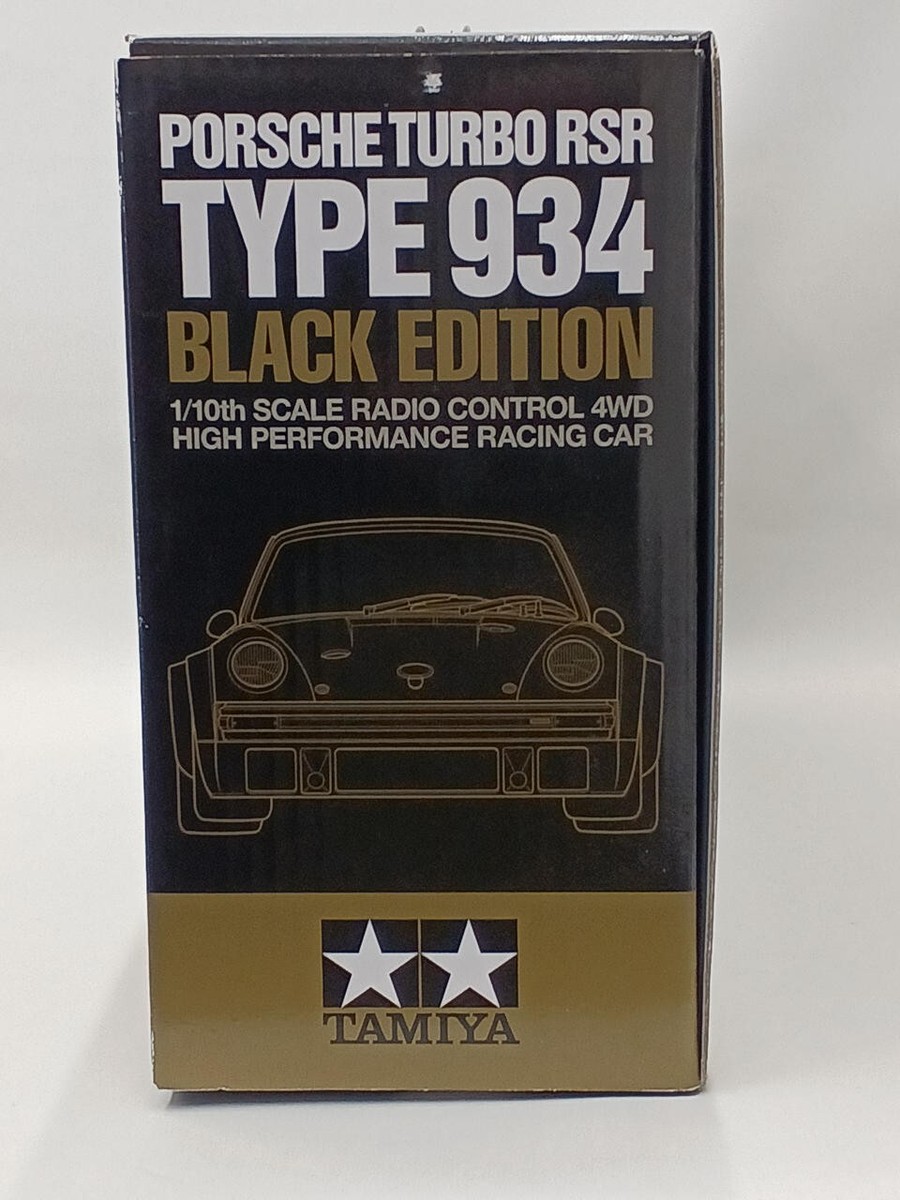 PORSCHE TURBO RSR
TYPE 934
BLACK EDITION
1/10th SCALE RADIO CONTROL 4WD
HIGH PERFORMANCE RACING CAR
TAMIYA